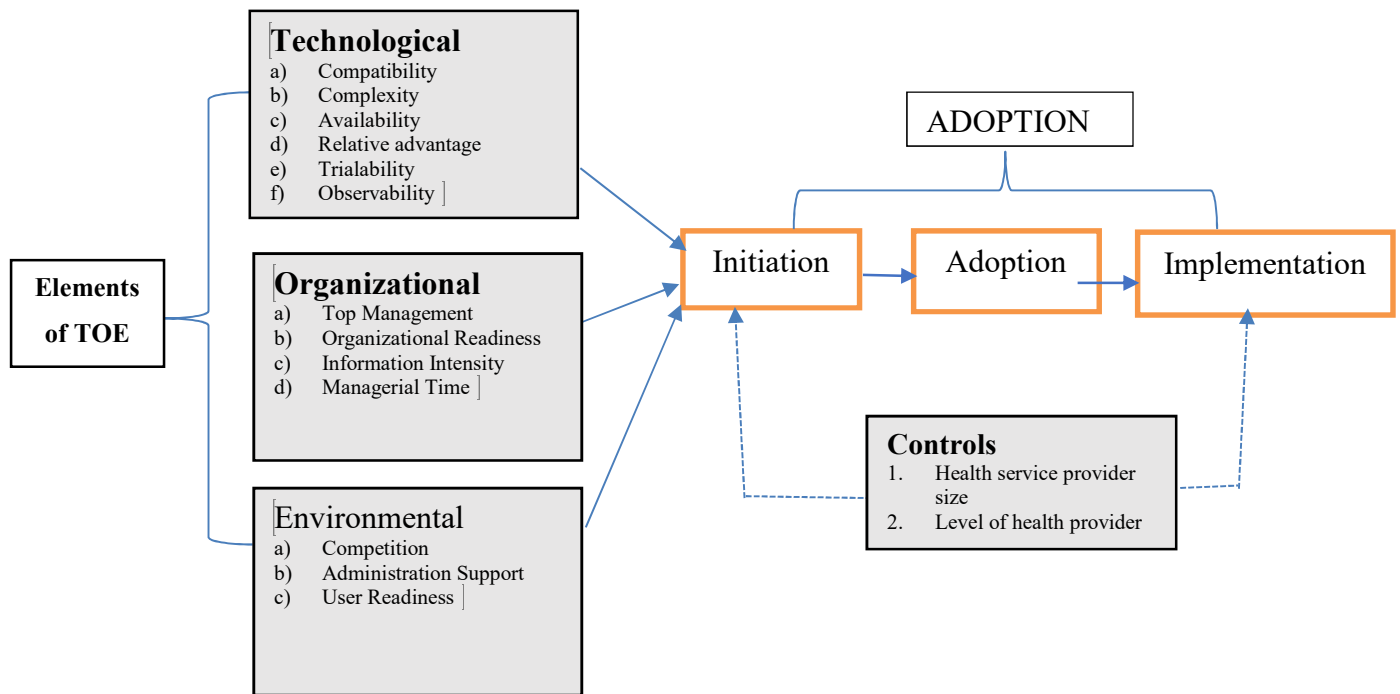 Elements
of TOE
[Technological
a) Compatibility
b) Complexity
c) Availability
d) Relative advantage
e) Trialability
f) Observability ]
[Organizational
a) Top Management
b) Organizational Readiness
c) Information Intensity
d) Managerial Time ]
[Environmental
a) Competition
b) Administration Support
c) User Readiness ]
ADOPTION
Initiation
Adoption
Implementation
Controls
1. Health service provider
size
2. Level of health provider